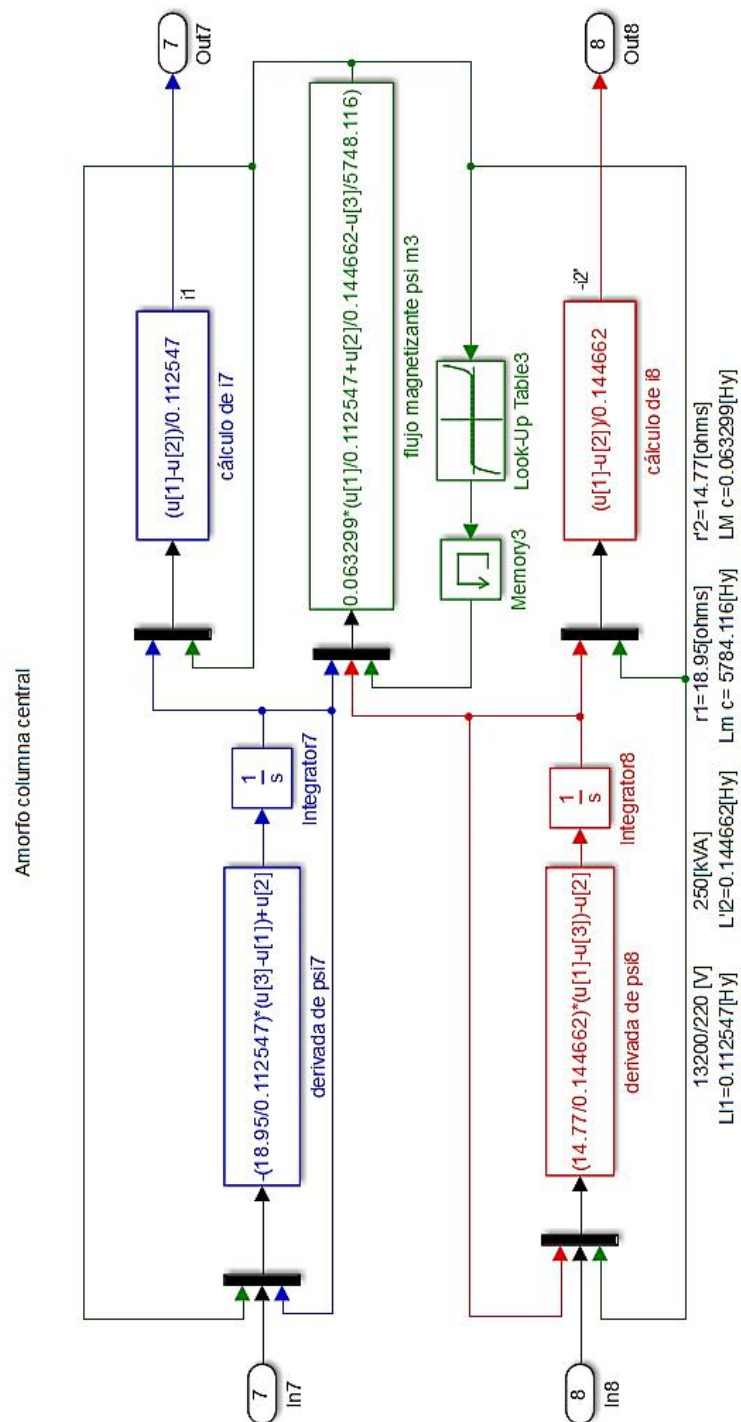 Amorfo columna central
7
In7
-(18.95/0.112547)*(u[3]-u[1])+u[2]
derivada de psi7
1
s
Integrator7
(u[1]-u[2])/0.112547
cálculo de i7
i1
7
Out7
0.063299*(u[1]/0.112547+u[2]/0.144662-u[3]/5748.116)
flujo magnetizante psi m3
Memory3
Look-Up Table3
8
In8
(14.77/0.144662)*(u[1]-u[3])-u[2]
derivada de psi8
1
s
Integrator8
(u[1]-u[2])/0.144662
cálculo de i8
-i2'
8
Out8
13200/220 [V] 250[kVA] r1=18.95[ohms] r'2=14.77[ohms]
Ll1=0.112547[Hy] L'l2=0.144662[Hy] Lm c= 5784.116[Hy] LM c=0.063299[Hy]